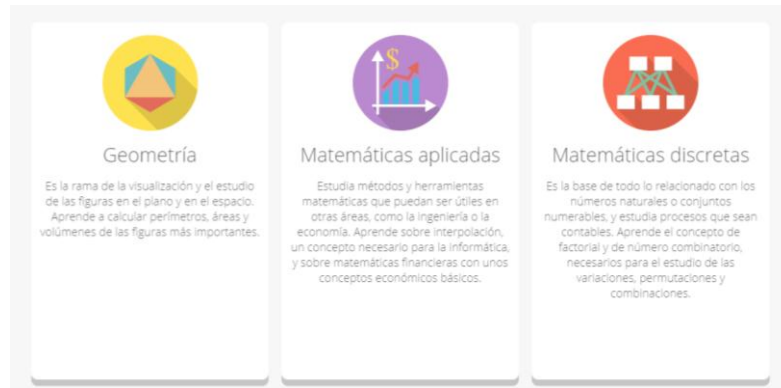 $
Geometría
Es la rama de la visualización y el estudio
de las figuras en el plano y en el espacio.
Aprende a calcular perímetros, áreas y
volúmenes de las figuras más importantes.
Matemáticas aplicadas
Estudia métodos y herramientas
matemáticas que puedan ser útiles en
otras áreas, como la ingeniería o la
economía. Aprende sobre interpolación,
un concepto necesario para la informática,
y sobre matemáticas financieras con unos
conceptos económicos básicos.
Matemáticas discretas
Es la base de todo lo relacionado con los
números naturales o conjuntos
numerables, y estudia procesos que sean
contables. Aprende el concepto de
factorial y de número combinatorio,
necesarios para el estudio de las
variaciones, permutaciones y
combinaciones.